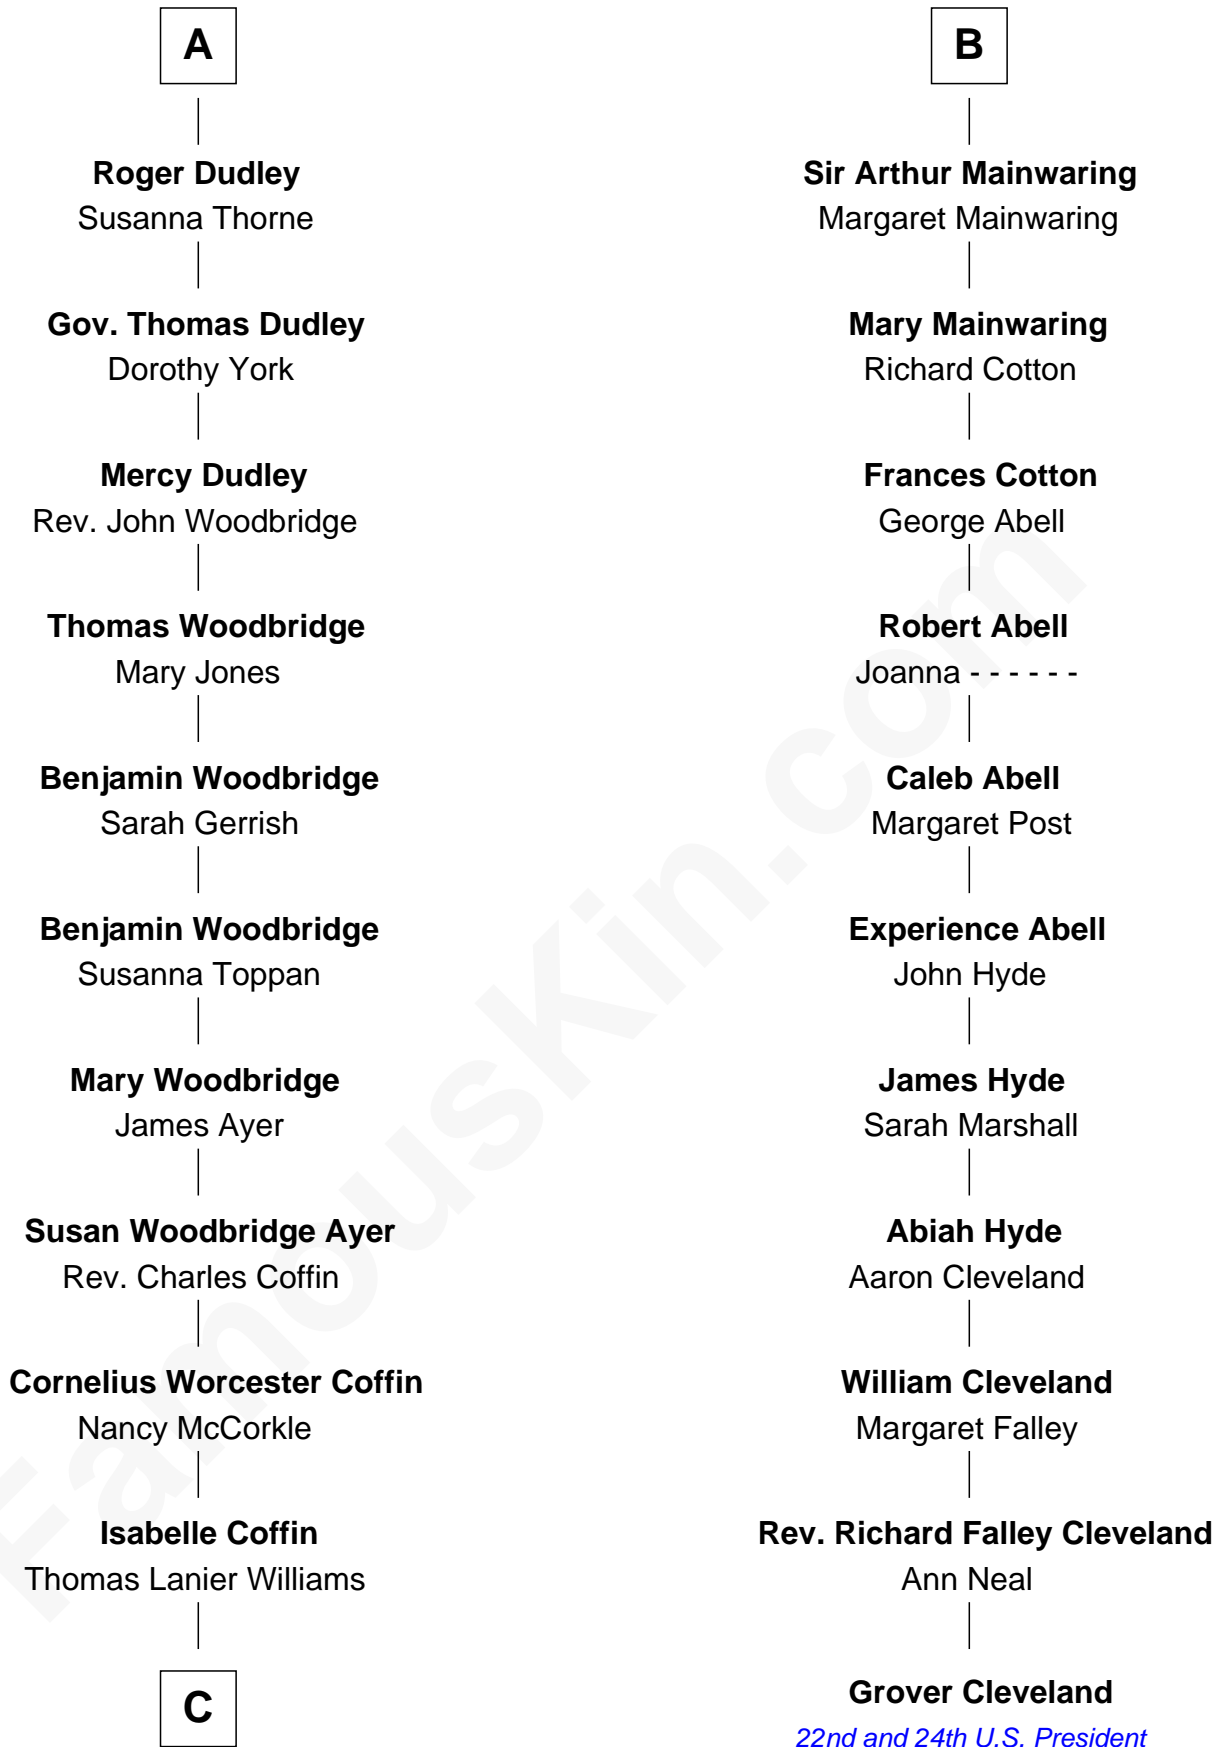 A
Roger Dudley
Susanna Thorne
Gov. Thomas Dudley
Dorothy York
Mercy Dudley
Rev. John Woodbridge
Thomas Woodbridge
Mary Jones
Benjamin Woodbridge
Sarah Gerrish
Benjamin Woodbridge
Susanna Toppan
Mary Woodbridge
James Ayer
Susan Woodbridge Ayer
Rev. Charles Coffin
Cornelius Worcester Coffin
Nancy McCorkle
Isabelle Coffin
Thomas Lanier Williams
C
B
Sir Arthur Mainwaring
Margaret Mainwaring
Mary Mainwaring
Richard Cotton
Frances Cotton
George Abell
Robert Abell
Joanna - - - - - -
Caleb Abell
Margaret Post
Experience Abell
John Hyde
James Hyde
Sarah Marshall
Abiah Hyde
Aaron Cleveland
William Cleveland
Margaret Falley
Rev. Richard Falley Cleveland
Ann Neal
Grover Cleveland
22nd and 24th U.S. President
FamousKin.com